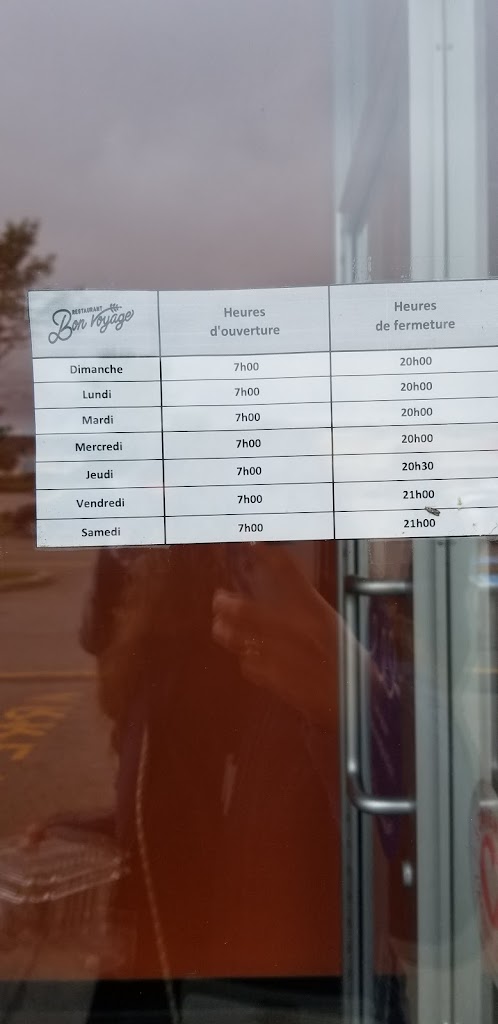 RESTAURANT
Bon Voyage
Heures
d'ouverture
Heures
de fermeture
Dimanche 7h00 20h00
Lundi 7h00 20h00
Mardi 7h00 20h00
Mercredi 7h00 20h00
Jeudi 7h00 20h30
Vendredi 7h00 21h00
Samedi 7h00 21h00